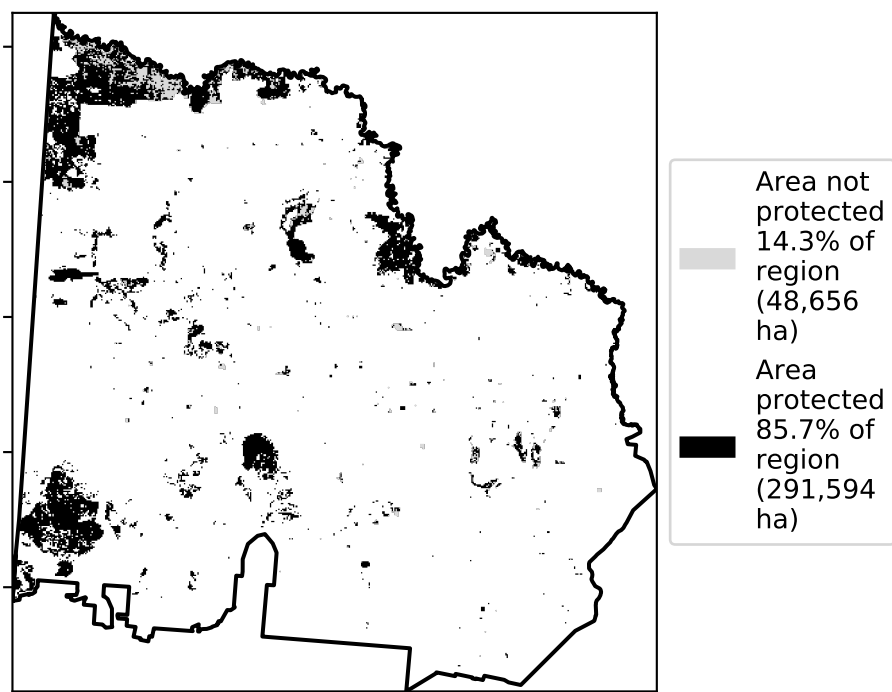 Area not
protected
14.3% of
region
(48,656
ha)
Area
protected
85.7% of
region
(291,594
ha)